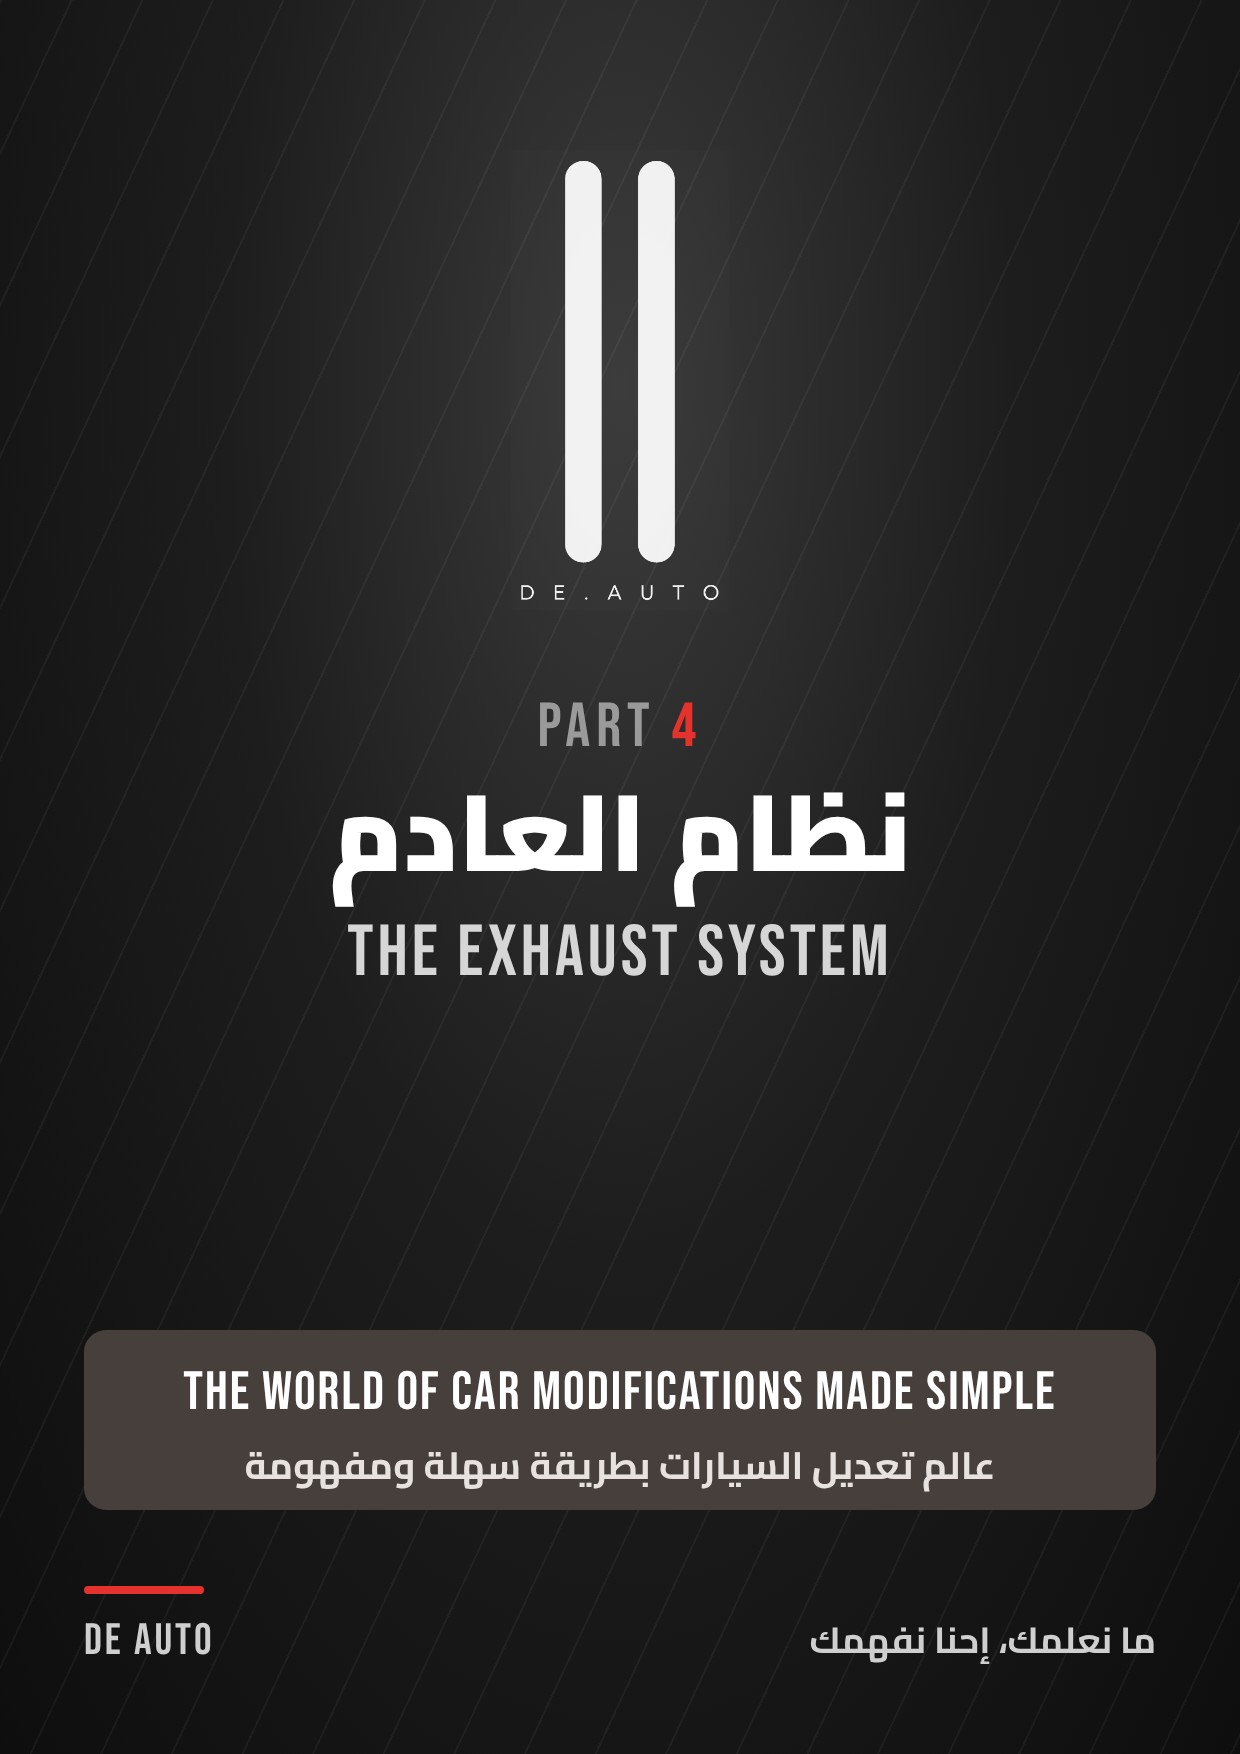 DE.AUTO
PART 4
نظام العادم
THE EXHAUST SYSTEM
THE WORLD OF CAR MODIFICATIONS MADE SIMPLE
عالم تعديل السيارات بطريقة سهلة ومفهومة
DE AUTO
ما نعلمك، إحنا نفهمك